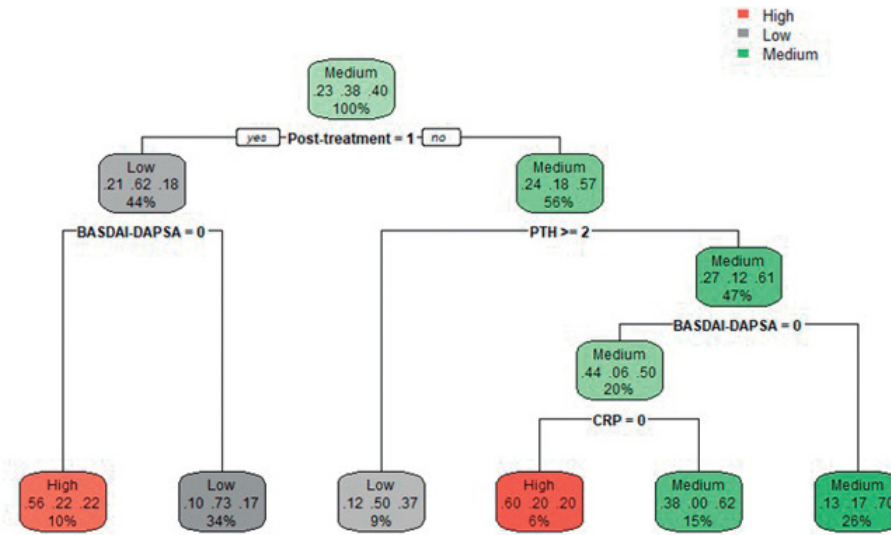 High
Low
Medium
Medium
.23 .38 .40
100%
yes Post-treatment = 1 no
Low
.21 .62 .18
44%
Medium
.24 .18 .57
56%
BASDAI-DAPSA = 0
PTH >= 2
Medium
.27 .12 .61
47%
BASDAI-DAPSA = 0
Medium
.44 .06 .50
20%
CRP = 0
High
.56 .22 .22
10%
Low
.10 .73 .17
34%
Low
.12 .50 .37
9%
High
.60 .20 .20
6%
Medium
.38 .00 .62
15%
Medium
.13 .17 .70
26%